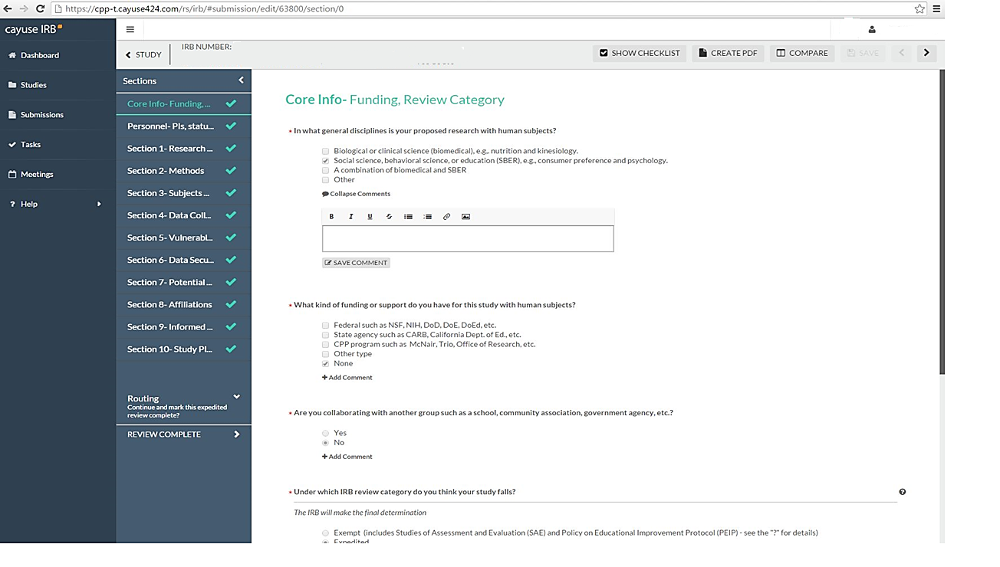 https://cpp-t.cayuse424.com/rs/irb/#submission/edit/63800/section/0
cayuse IRB
Dashboard
Studies
Submissions
Tasks
Meetings
? Help
STUDY
IRB NUMBER:
SHOW CHECKLIST
CREATE PDF
COMPARE
SAVE
Sections
Core Info- Funding, ...
Personnel- PIs, statu...
Section 1- Research ...
Section 2- Methods
Section 3- Subjects ...
Section 4- Data Coll...
Section 5- Vulnerabl...
Section 6- Data Secu...
Section 7- Potential ...
Section 8- Affiliations
Section 9- Informed ...
Section 10- Study Pl...
Routing
Continue and mark this expedited
review complete?
REVIEW COMPLETE
Core Info- Funding, Review Category
* In what general disciplines is your proposed research with human subjects?
Biological or clinical science (biomedical), e.g., nutrition and kinesiology.
Social science, behavioral science, or education (SBER), e.g., consumer preference and psychology.
A combination of biomedical and SBER
Other
Collapse Comments
B I U S
SAVE COMMENT
* What kind of funding or support do you have for this study with human subjects?
Federal such as NSF, NIH, DoD, DoE, DoEd, etc.
State agency such as CARB, California Dept. of Ed., etc.
CPP program such as McNair, Trio, Office of Research, etc.
Other type
None
+ Add Comment
* Are you collaborating with another group such as a school, community association, government agency, etc.?
Yes
No
+ Add Comment
* Under which IRB review category do you think your study falls?
?
The IRB will make the final determination
Exempt (includes Studies of Assessment and Evaluation (SAE) and Policy on Educational Improvement Protocol (PEIP) - see the "?" for details)
Expedited